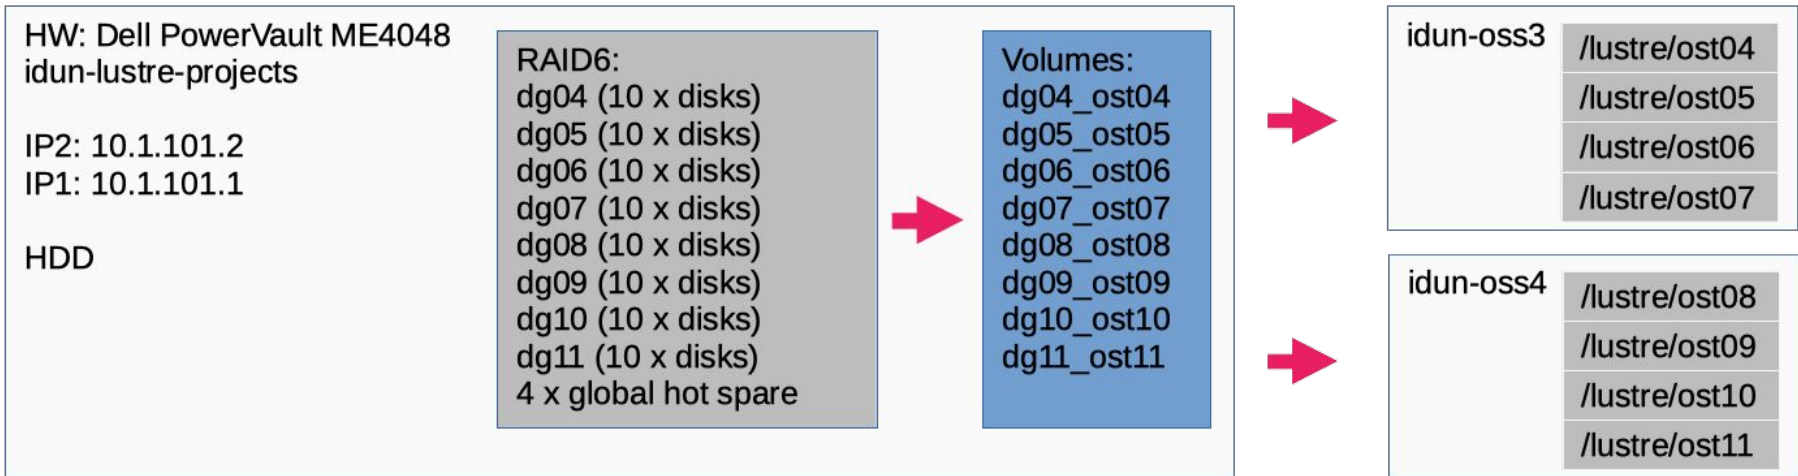 HW: Dell PowerVault ME4048
idun-lustre-projects
IP2: 10.1.101.2
IP1: 10.1.101.1
HDD
RAID6:
dg04 (10 x disks)
dg05 (10 x disks)
dg06 (10 x disks)
dg07 (10 x disks)
dg08 (10 x disks)
dg09 (10 x disks)
dg10 (10 x disks)
dg11 (10 x disks)
4 x global hot spare
Volumes:
dg04_ost04
dg05_ost05
dg06_ost06
dg07_ost07
dg08_ost08
dg09_ost09
dg10_ost10
dg11_ost11
idun-oss3
/lustre/ost04
/lustre/ost05
/lustre/ost06
/lustre/ost07
idun-oss4
/lustre/ost08
/lustre/ost09
/lustre/ost10
/lustre/ost11